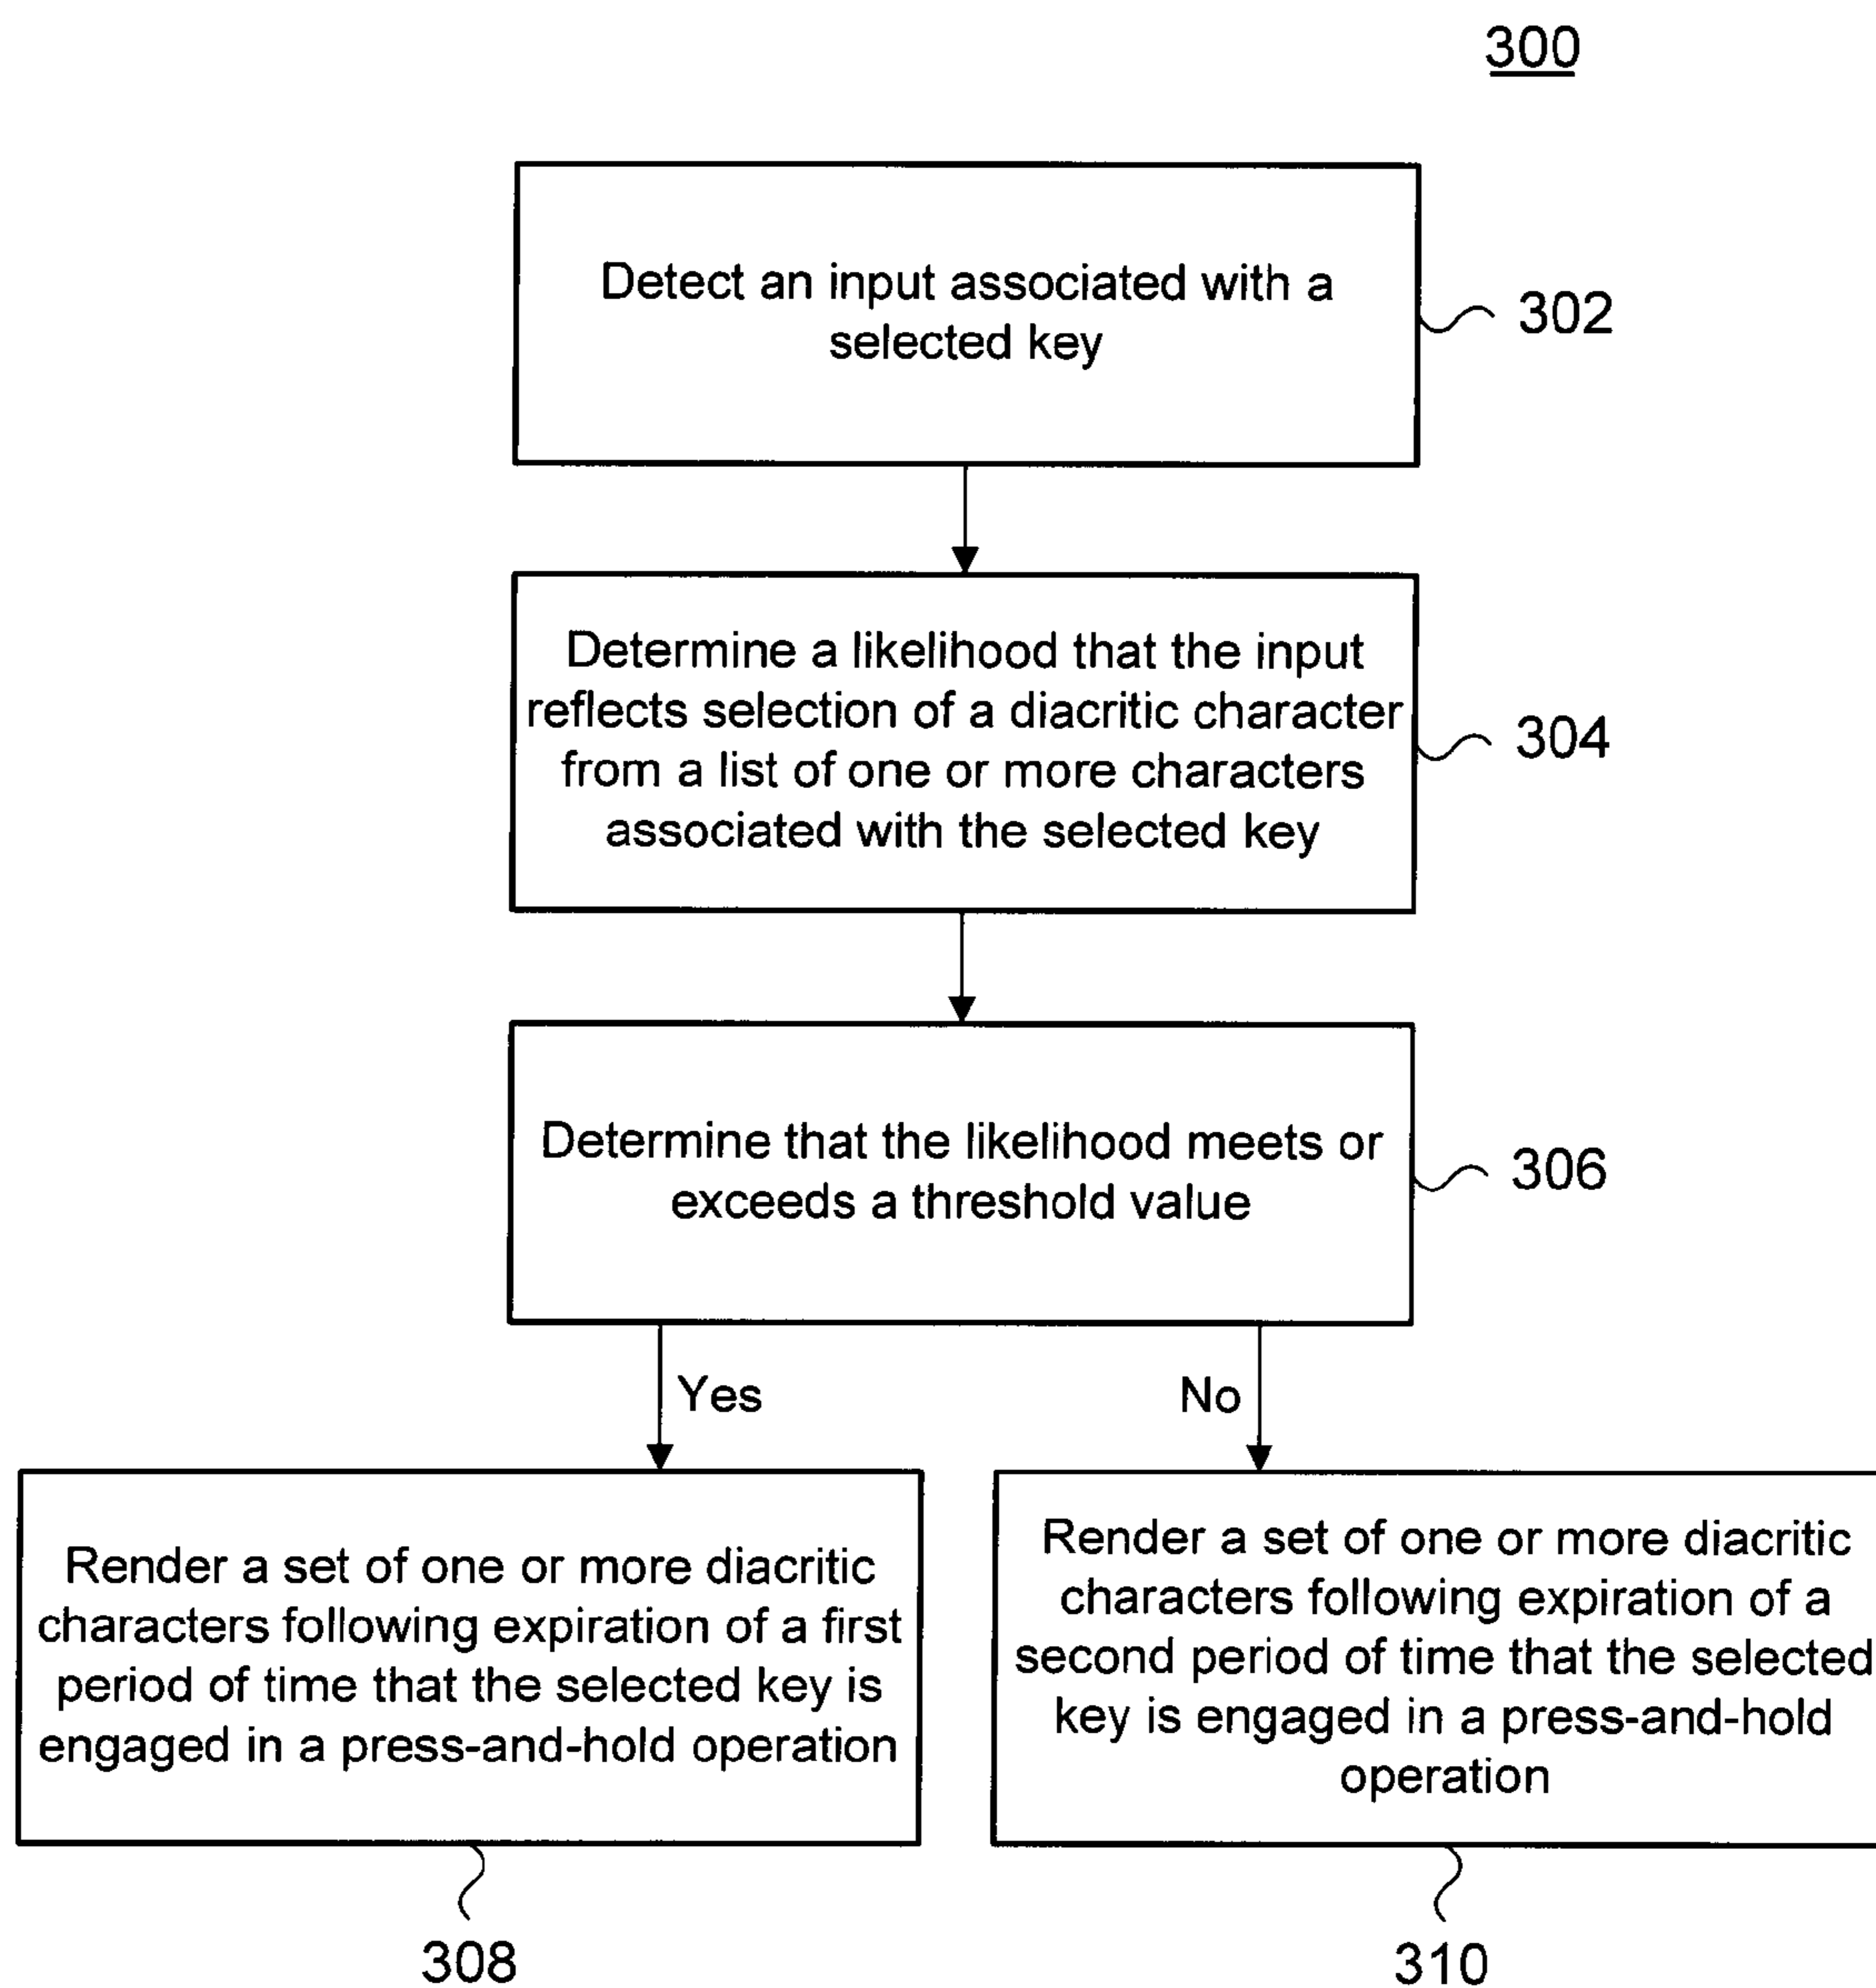 300
Detect an input associated with a
selected key
302
Determine a likelihood that the input
reflects selection of a diacritic character
from a list of one or more characters
associated with the selected key
304
Determine that the likelihood meets or
exceeds a threshold value
306
Yes
No
Render a set of one or more diacritic
characters following expiration of a first
period of time that the selected key is
engaged in a press-and-hold operation
308
Render a set of one or more diacritic
characters following expiration of a
second period of time that the selected
key is engaged in a press-and-hold
operation
310